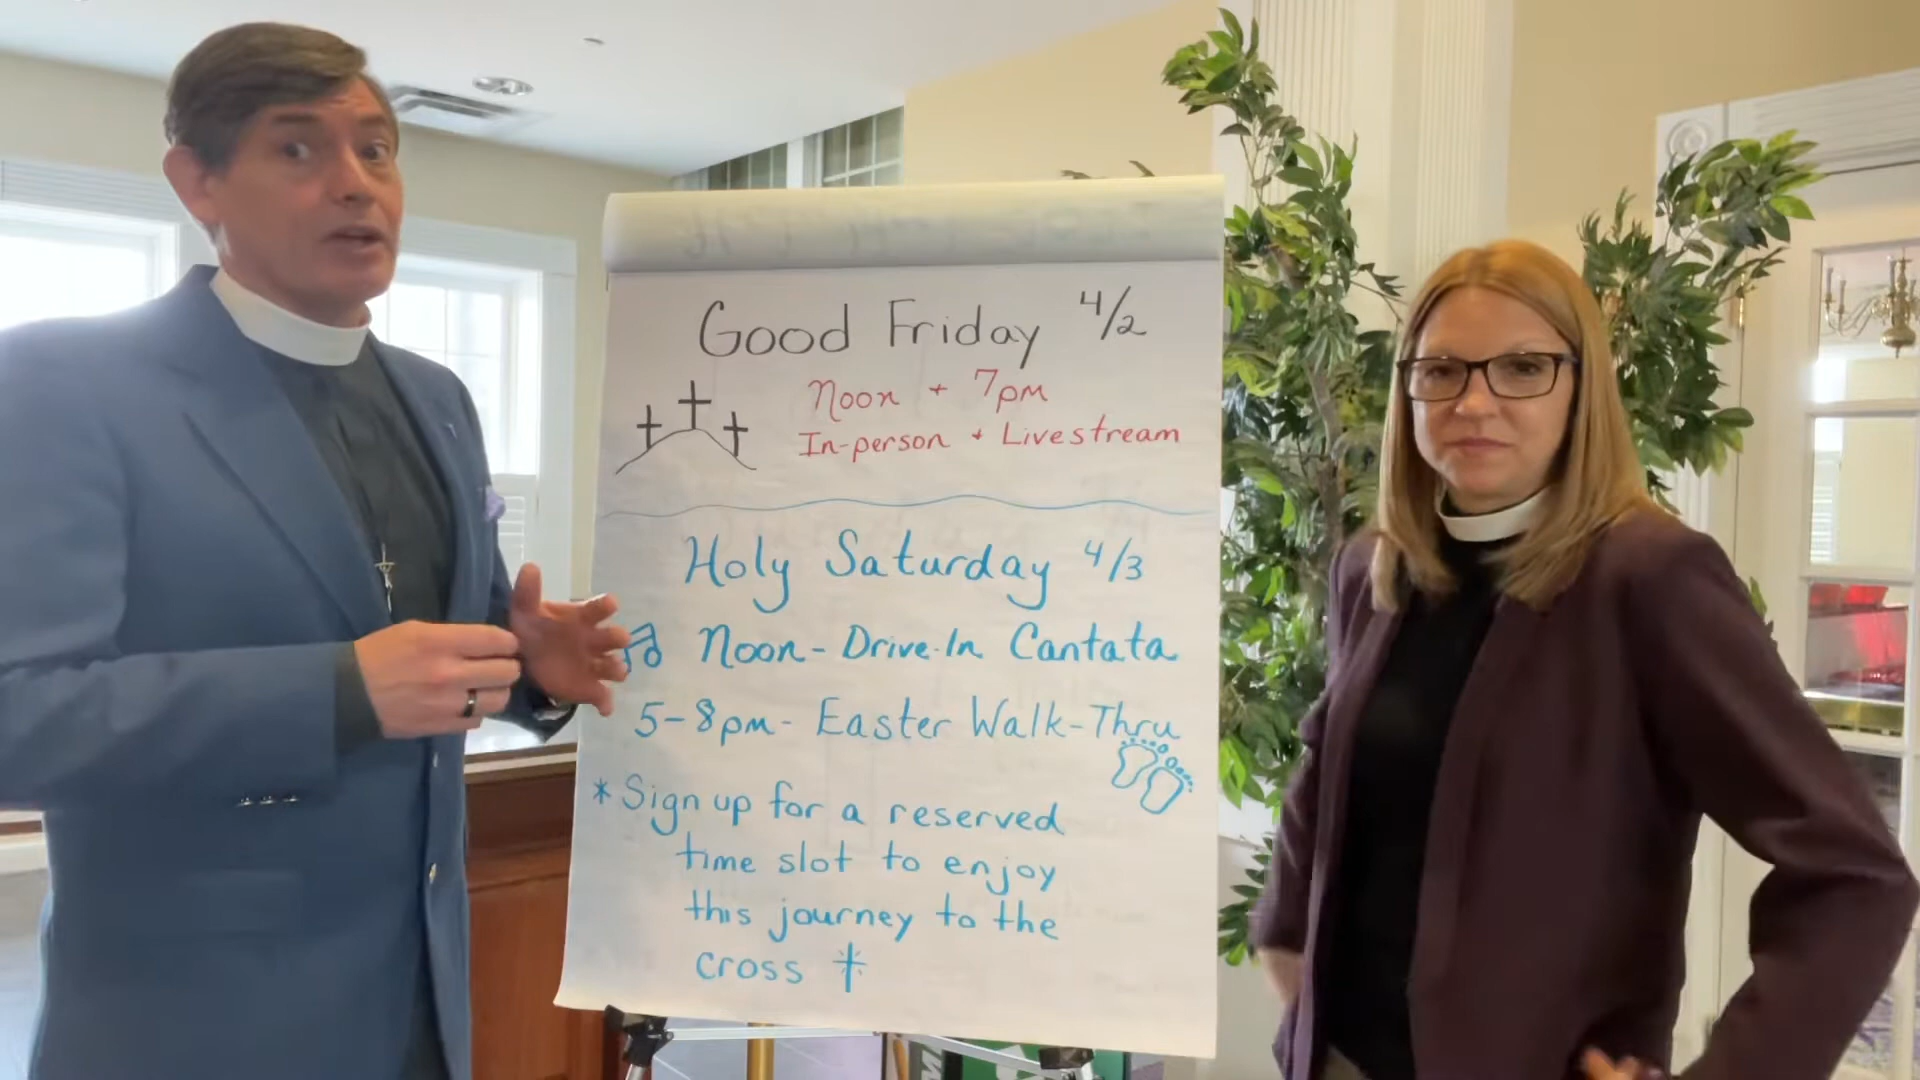 Good Friday 4/2
Noon + 7pm
In-person + Livestream
Holy Saturday 4/3
Noon - Drive-In Cantata
5-8pm - Easter Walk-Thru
* Sign up for a reserved
time slot to enjoy
this journey to the
cross